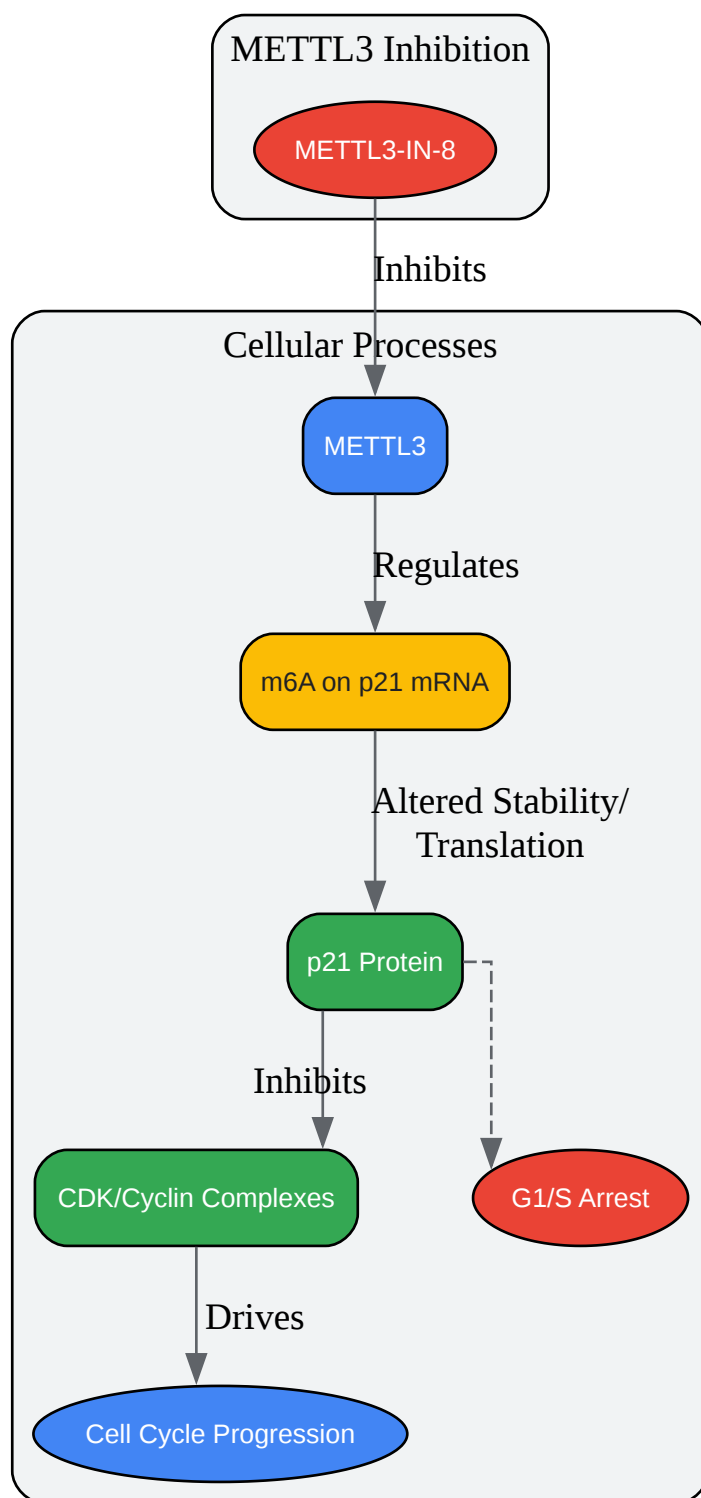 METTL3 Inhibition
METTL3-IN-8
Inhibits
Cellular Processes
METTL3
Regulates
m6A on p21 mRNA
Altered Stability/
Translation
p21 Protein
Inhibits
CDK/Cyclin Complexes
G1/S Arrest
Drives
Cell Cycle Progression